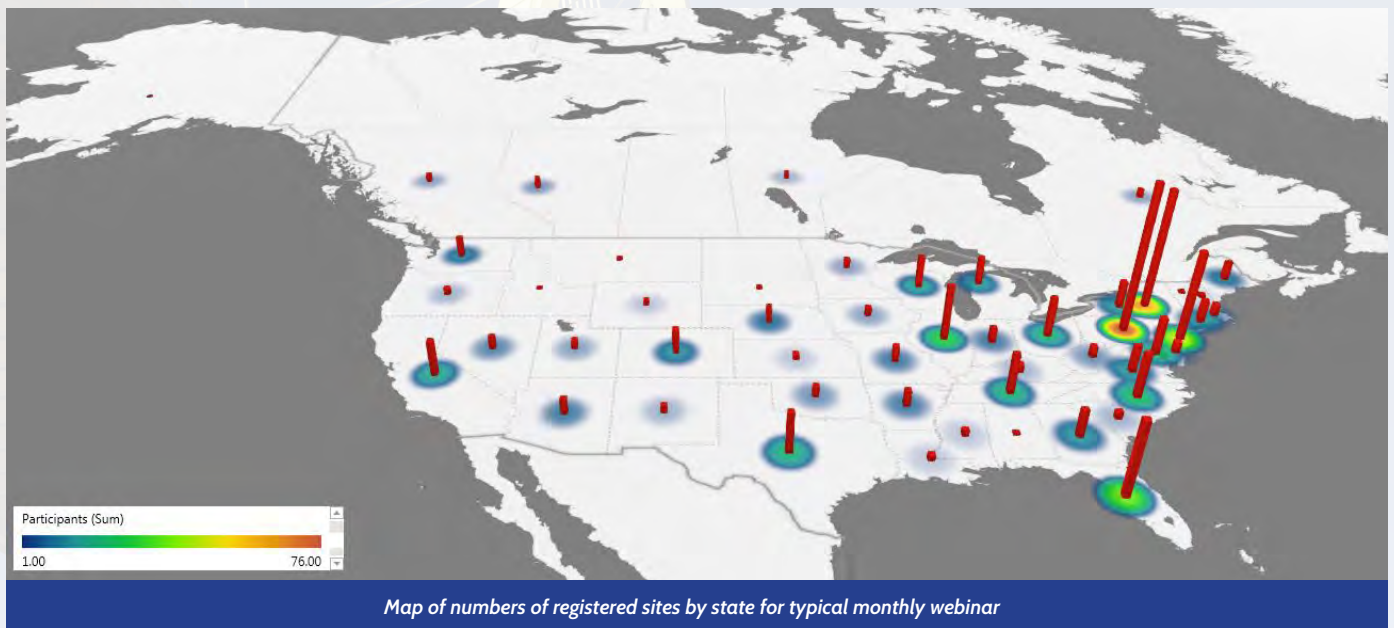 Participants (Sum)
1.00 76.00
Map of numbers of registered sites by state for typical monthly webinar